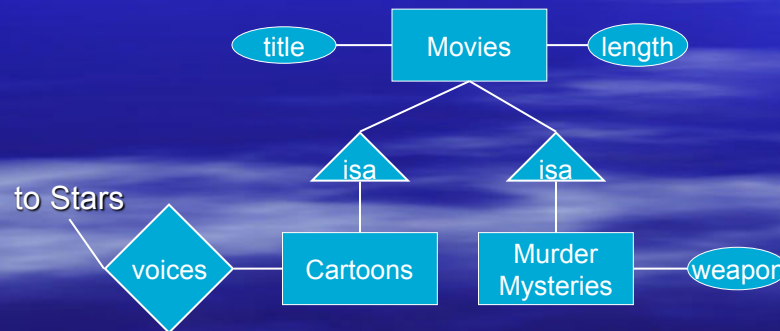 title
Movies
length
isa
isa
to Stars
voices
Cartoons
Murder
Mysteries
weapon